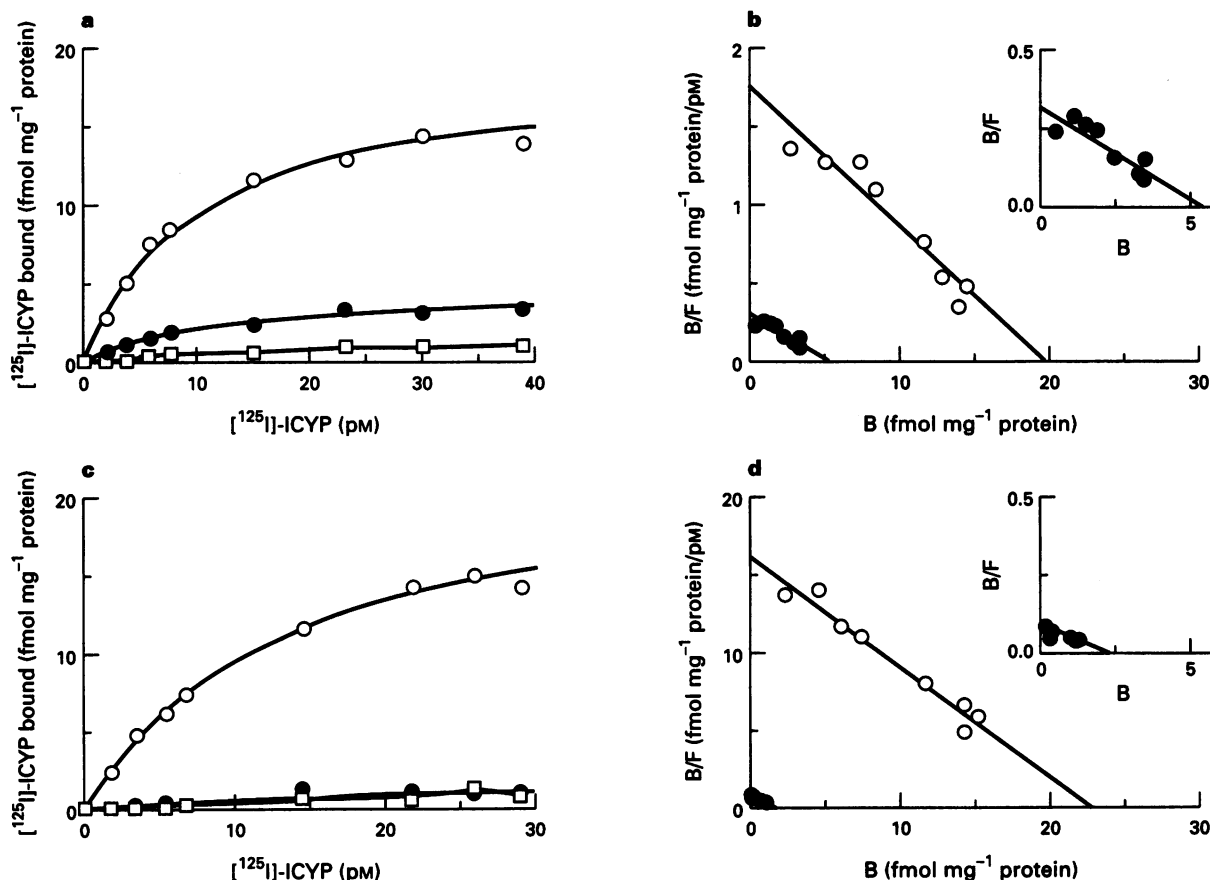 a
20
10
0
0 10 20 30 40
[¹²⁵I]-ICYP bound (fmol mg⁻¹ protein)
[¹²⁵I]-ICYP (pM)
b
2
1
0
0 10 20 30
B/F (fmol mg⁻¹ protein/pM)
B (fmol mg⁻¹ protein)
0.5
0.0
0 5
B/F
B
c
20
10
0
0 10 20 30
[¹²⁵I]-ICYP bound (fmol mg⁻¹ protein)
[¹²⁵I]-ICYP (pM)
d
20
10
0
0 10 20 30
B/F (fmol mg⁻¹ protein/pM)
B (fmol mg⁻¹ protein)
0.5
0.0
0 5
B/F
B